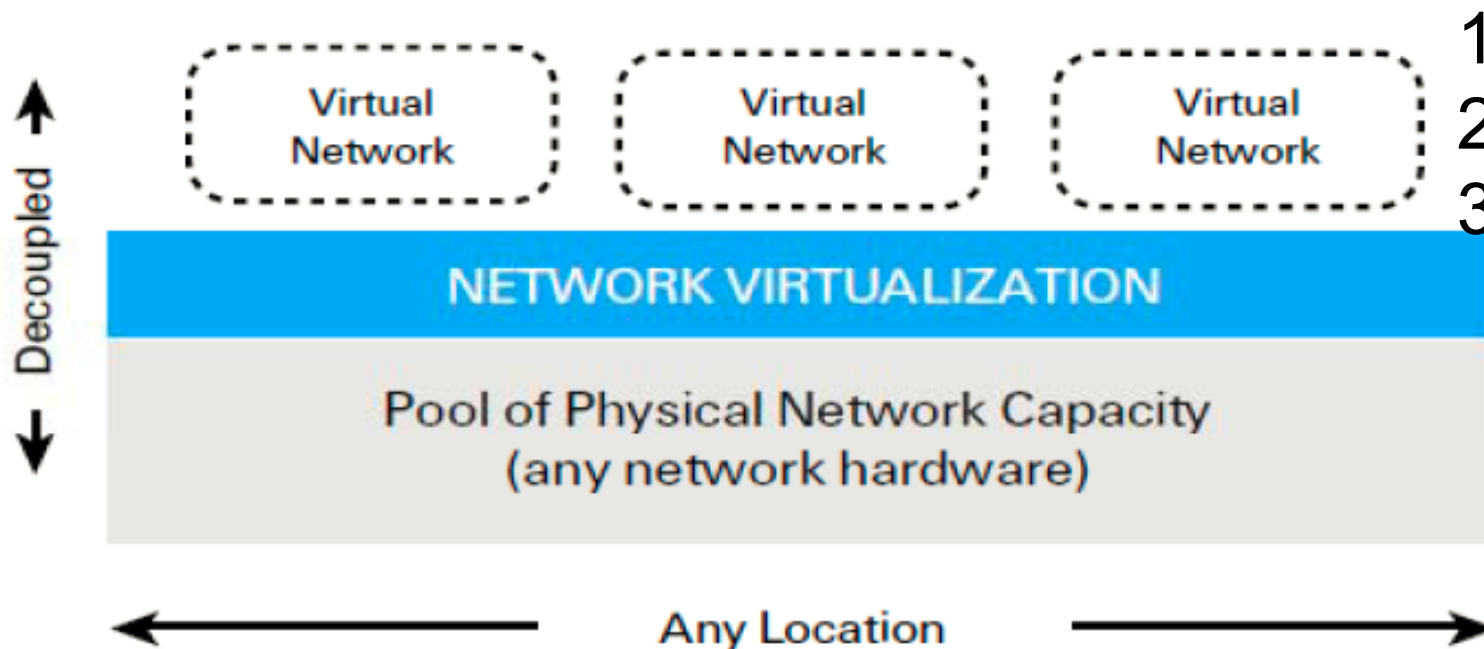 Virtual
Network
Virtual
Network
Virtual
Network
1
2
3
Decoupled
NETWORK VIRTUALIZATION
Pool of Physical Network Capacity
(any network hardware)
Any Location